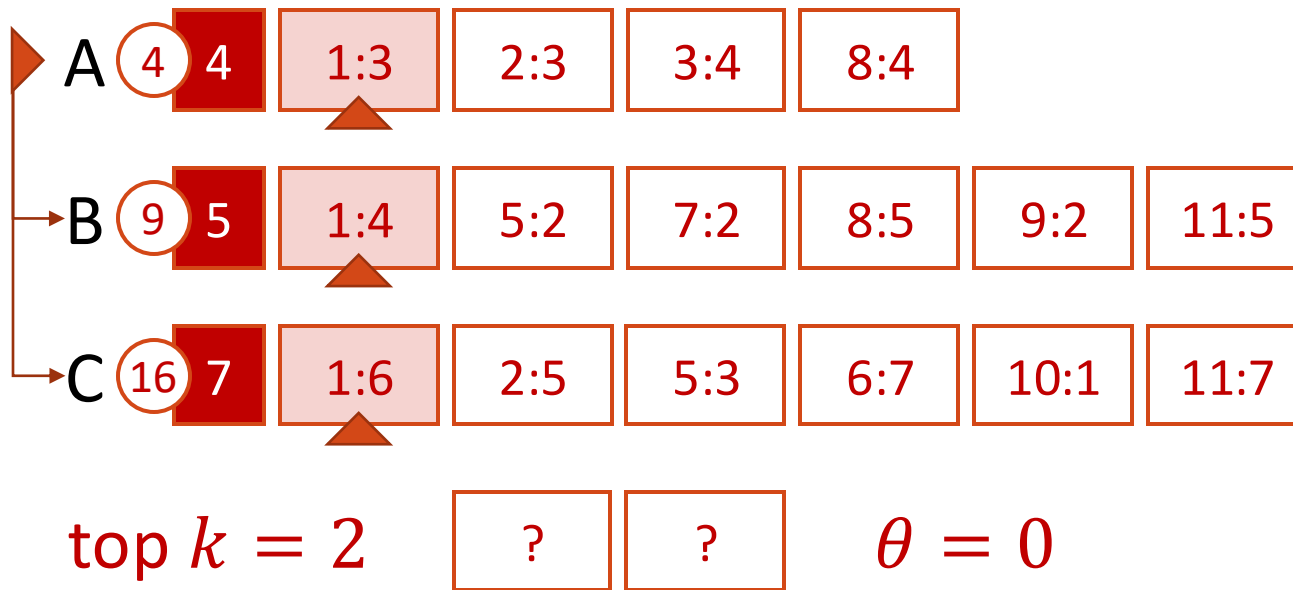 A 4 4 1:3 2:3 3:4 8:4
B 9 5 1:4 5:2 7:2 8:5 9:2 11:5
C 16 7 1:6 2:5 5:3 6:7 10:1 11:7
top k = 2 ? ? θ = 0